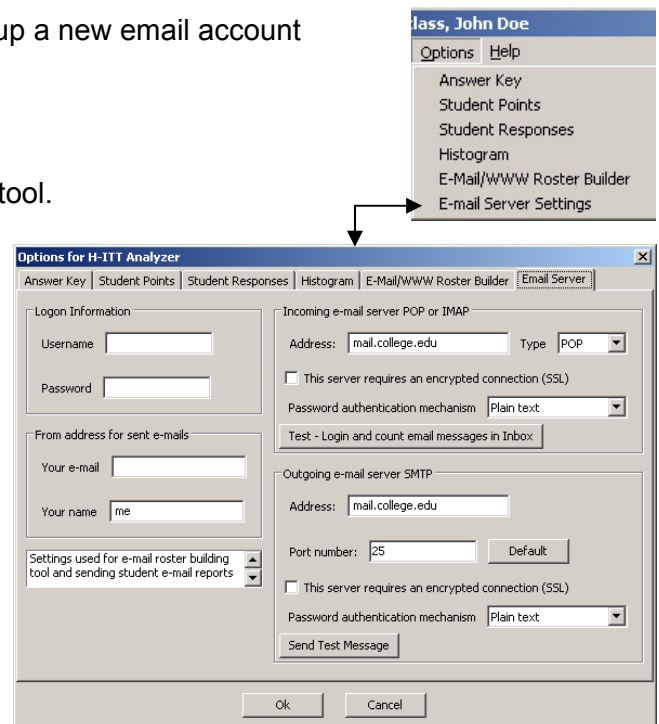 up a new email account
tool.
lass, John Doe
Options Help
Answer Key
Student Points
Student Responses
Histogram
E-Mail/WWW Roster Builder
E-mail Server Settings
Options for H-ITT Analyzer
Answer Key Student Points Student Responses Histogram E-Mail/WWW Roster Builder Email Server
Logon Information
Username
Password
From address for sent e-mails
Your e-mail
Your name me
Settings used for e-mail roster building
tool and sending student e-mail reports
Incoming e-mail server POP or IMAP
Address: mail.college.edu Type POP
This server requires an encrypted connection (SSL)
Password authentication mechanism Plain text
Test - Login and count email messages in Inbox
Outgoing e-mail server SMTP
Address: mail.college.edu
Port number: 25 Default
This server requires an encrypted connection (SSL)
Password authentication mechanism Plain text
Send Test Message
Ok Cancel